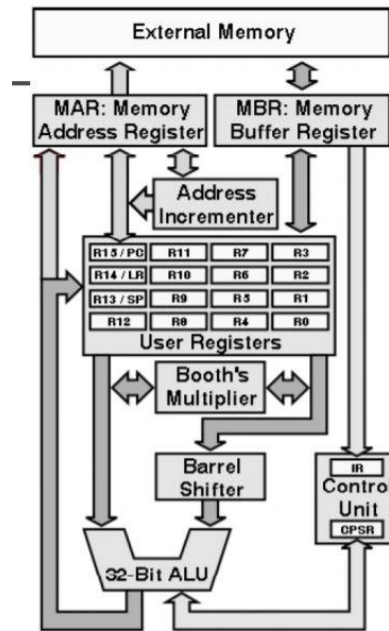 External Memory
MAR: Memory
Address Register
MBR: Memory
Buffer Register
Address
Incrementer
R15 / PC R11 R7 R3
R14 / LR R10 R6 R2
R13 / SP R9 R5 R1
R12 R8 R4 R0
User Registers
Booth's
Multiplier
Barrel
Shifter
IR
Control
Unit
CPSR
32-Bit ALU